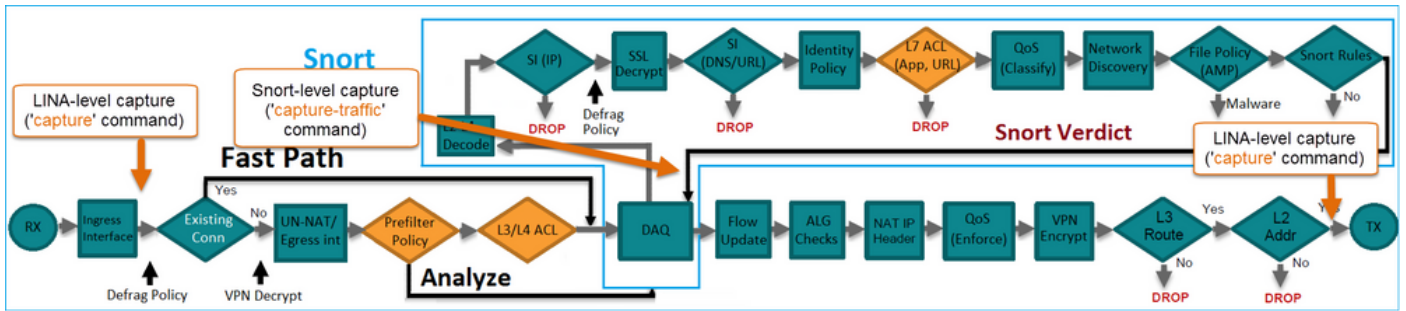 Snort
LINA-level capture
('capture' command)
Snort-level capture
('capture-traffic'
command)
SI (IP)
DROP
Defrag
Policy
SSL
Decrypt
SI
(DNS/URL)
DROP
Identity
Policy
L7 ACL
(App, URL)
DROP
QoS
(Classify)
Network
Discovery
File Policy
(AMP)
Malware
DROP
Snort Rules
No
Decode
Snort Verdict
LINA-level capture
('capture' command)
Fast Path
RX
Ingress
Interface
Defrag Policy
Existing
Conn
Yes
No
VPN Decrypt
UN-NAT/
Egress int
Prefilter
Policy
Analyze
L3/L4 ACL
DAQ
Flow
Update
ALG
Checks
NAT IP
Header
QoS
(Enforce)
VPN
Encrypt
L3
Route
Yes
No
DROP
L2
Addr
No
DROP
TX